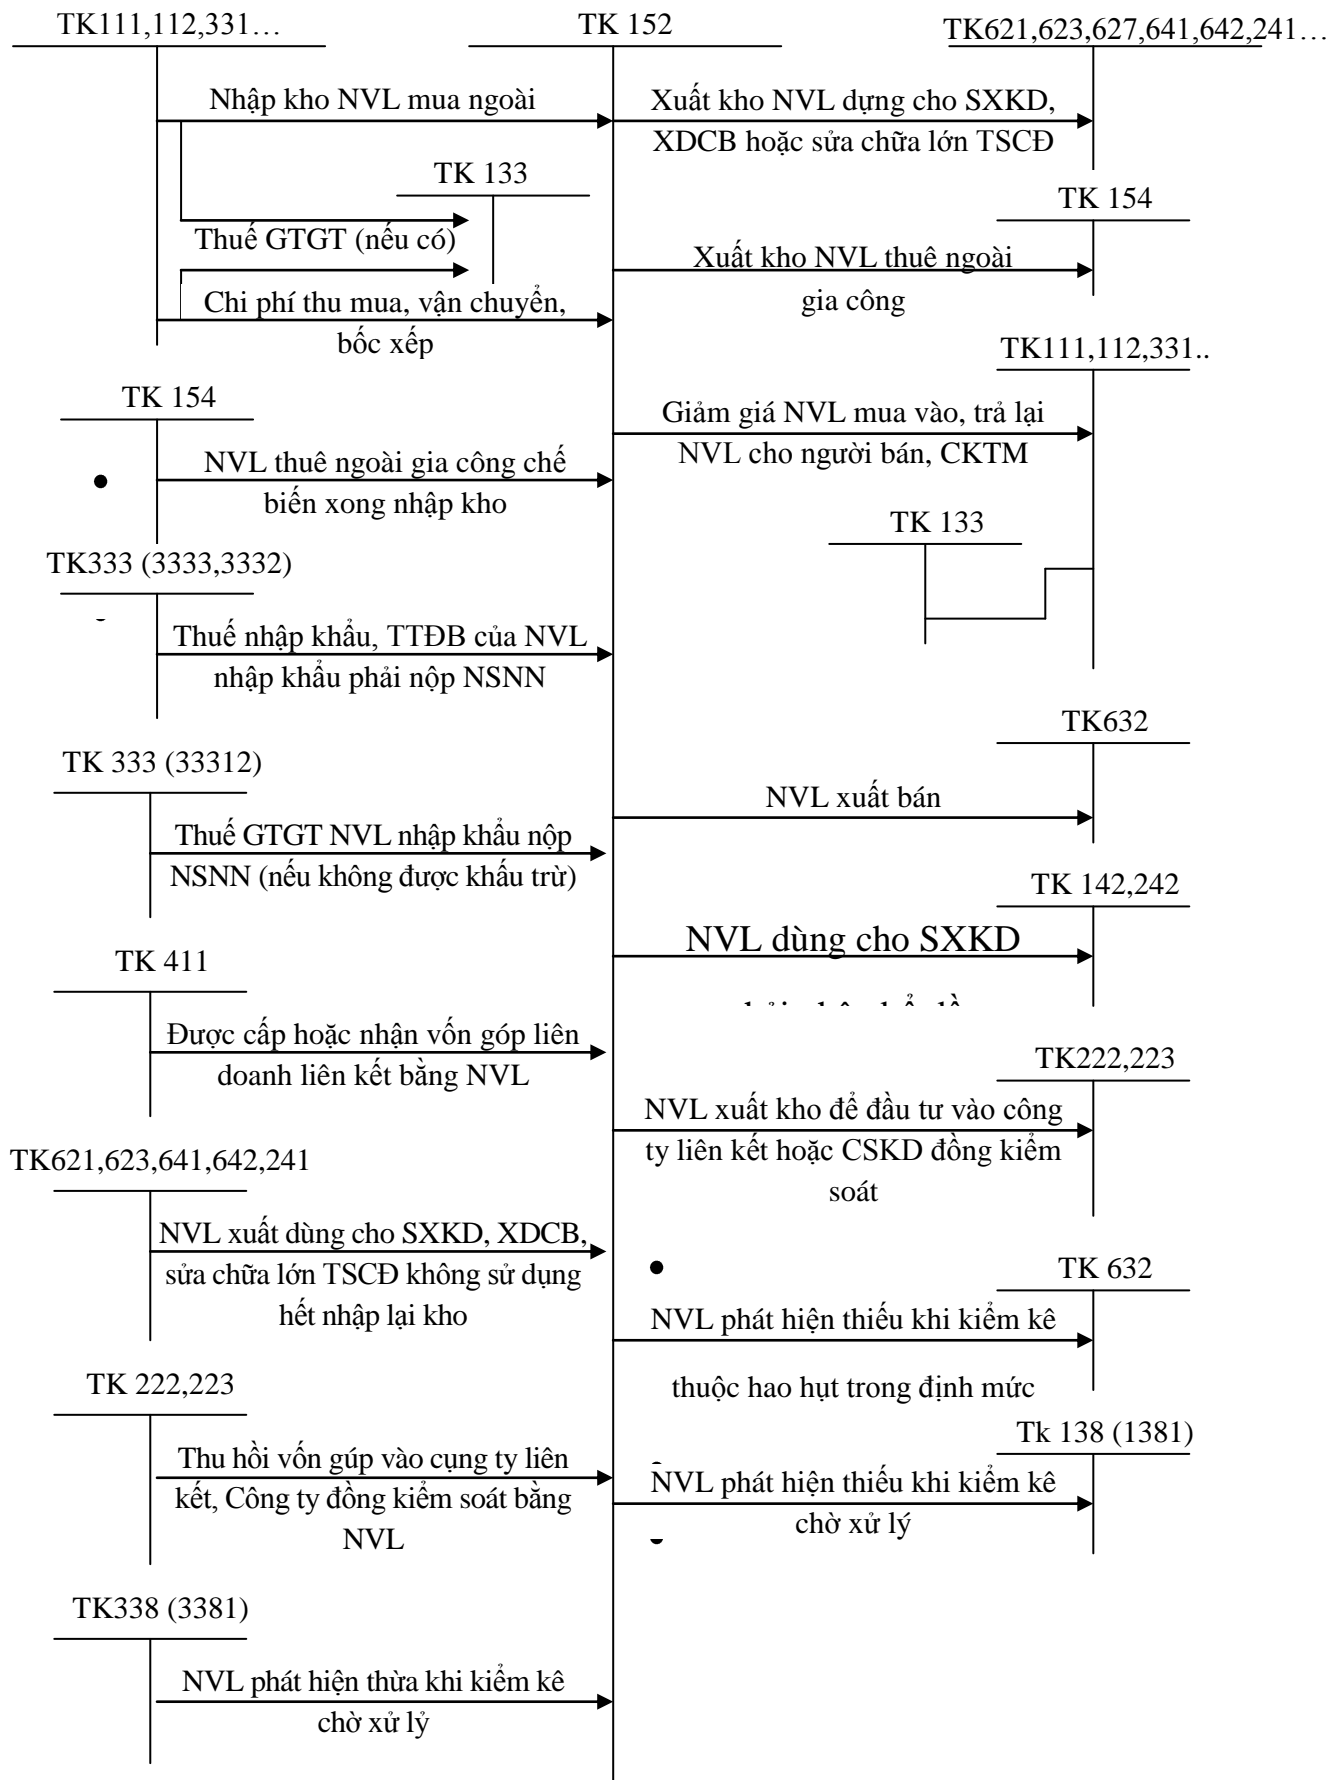 TK111,112,331…
TK 152
TK621,623,627,641,642,241…
Nhập kho NVL mua ngoài
Xuất kho NVL dựng cho SXKD,
XDCB hoặc sửa chữa lớn TSCĐ
TK 133
TK 154
Thuế GTGT (nếu có)
Xuất kho NVL thuê ngoài
gia công
Chi phí thu mua, vận chuyển,
bốc xếp
TK111,112,331..
TK 154
Giảm giá NVL mua vào, trả lại
NVL cho người bán, CKTM
NVL thuê ngoài gia công chế
biến xong nhập kho
TK 133
TK333 (3333,3332)
Thuế nhập khẩu, TTĐB của NVL
nhập khẩu phải nộp NSNN
TK632
TK 333 (33312)
NVL xuất bán
Thuế GTGT NVL nhập khẩu nộp
NSNN (nếu không được khấu trừ)
TK 142,242
NVL dùng cho SXKD
TK 411
Được cấp hoặc nhận vốn góp liên
doanh liên kết bằng NVL
TK222,223
NVL xuất kho để đầu tư vào công
ty liên kết hoặc CSKD đồng kiểm
soát
TK621,623,641,642,241
NVL xuất dùng cho SXKD, XDCB,
sửa chữa lớn TSCĐ không sử dụng
hết nhập lại kho
TK 632
NVL phát hiện thiếu khi kiểm kê
thuộc hao hụt trong định mức
TK 222,223
Tk 138 (1381)
Thu hồi vốn gúp vào cụng ty liên
kết, Công ty đồng kiểm soát bằng
NVL
NVL phát hiện thiếu khi kiểm kê
chờ xử lý
TK338 (3381)
NVL phát hiện thừa khi kiểm kê
chờ xử lỷ